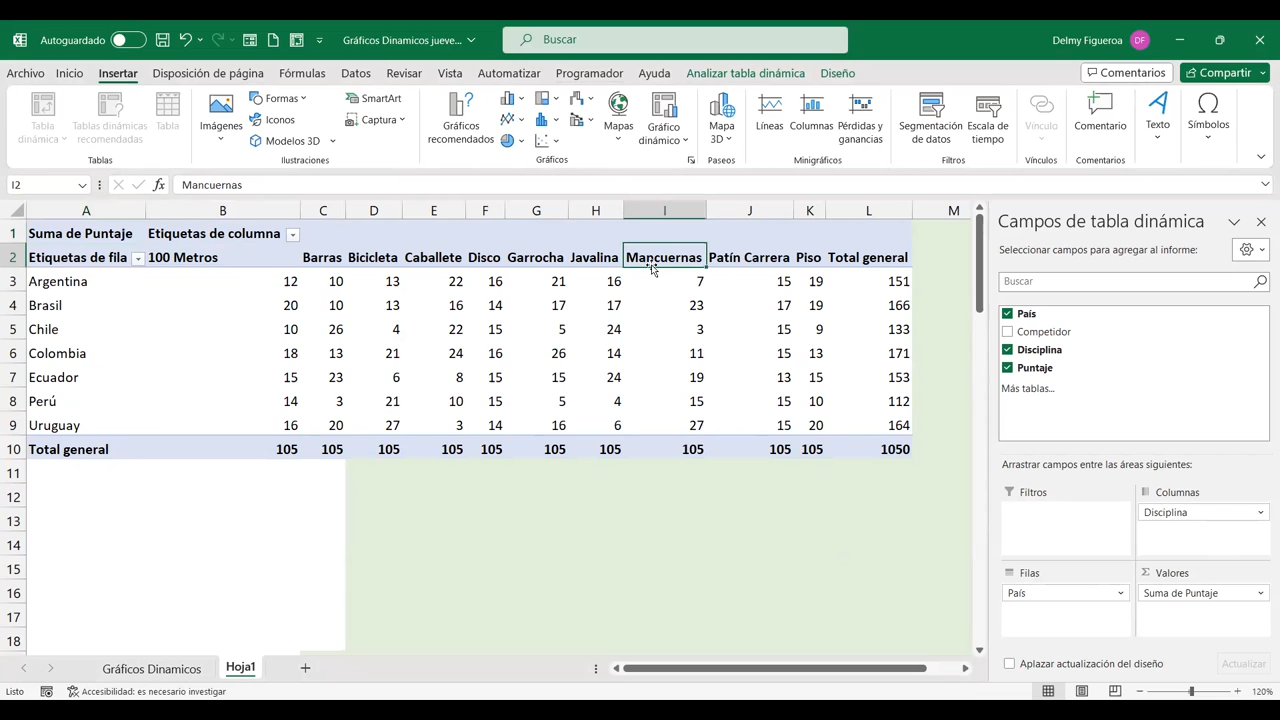 Autoguardado
Gráficos Dinamicos jueve...
Buscar
Delmy Figueroa
DF
Archivo Inicio Insertar Disposición de página Fórmulas Datos Revisar Vista Automatizar Programador Ayuda Analizar tabla dinámica Diseño
Comentarios
Compartir
Tabla dinámica
Tablas dinámicas recomendadas
Tabla
Tablas
Imágenes
Formas
Iconos
Modelos 3D
SmartArt
Captura
Ilustraciones
Gráficos recomendados
Mapas
Gráfico dinámico
Gráficos
Mapa 3D
Paseos
Líneas
Columnas
Pérdidas y ganancias
Minigráficos
Segmentación de datos
Escala de tiempo
Filtros
Vínculo
Vínculos
Comentario
Comentarios
Texto
Símbolos
I2
fx
Mancuernas
A B C D E F G H I J K L M
1 Suma de Puntaje Etiquetas de columna
2 Etiquetas de fila 100 Metros Barras Bicicleta Caballete Disco Garrocha Javalina Mancuernas Patín Carrera Piso Total general
3 Argentina 12 10 13 22 16 21 16 7 15 19 151
4 Brasil 20 10 13 16 14 17 17 23 17 19 166
5 Chile 10 26 4 22 15 5 24 3 15 9 133
6 Colombia 18 13 21 24 16 26 14 11 15 13 171
7 Ecuador 15 23 6 8 15 15 24 19 13 15 153
8 Perú 14 3 21 10 15 5 4 15 15 10 112
9 Uruguay 16 20 27 3 14 16 6 27 15 20 164
10 Total general 105 105 105 105 105 105 105 105 105 105 1050
11
12
13
14
15
16
17
18
Campos de tabla dinámica
Seleccionar campos para agregar al informe:
Buscar
País
Competidor
Disciplina
Puntaje
Más tablas...
Arrastrar campos entre las áreas siguientes:
Filtros
Columnas
Disciplina
Filas
País
Σ Valores
Suma de Puntaje
Aplazar actualización del diseño
Actualizar
Gráficos Dinamicos
Hoja1
Listo
Accesibilidad: es necesario investigar
120%